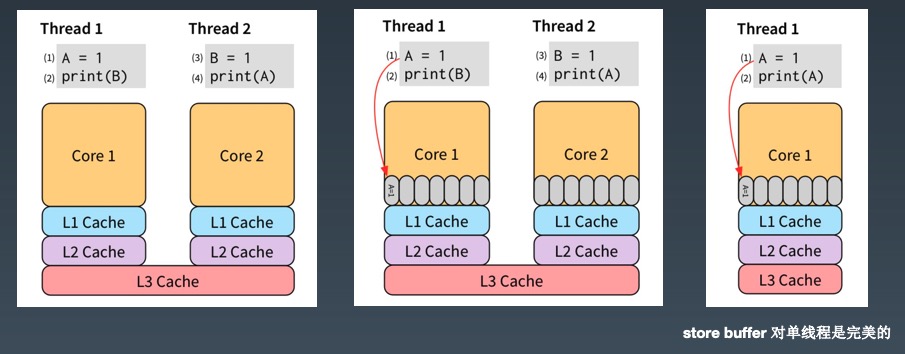 Thread 1
Thread 2
(1) A = 1
(2) print(B)
(3) B = 1
(4) print(A)
Core 1
Core 2
L1 Cache
L1 Cache
L2 Cache
L2 Cache
L3 Cache
Thread 1
Thread 2
(1) A = 1
(2) print(B)
(3) B = 1
(4) print(A)
Core 1
Core 2
A=1
L1 Cache
L1 Cache
L2 Cache
L2 Cache
L3 Cache
Thread 1
(1) A = 1
(2) print(A)
Core 1
A=1
L1 Cache
L2 Cache
L3 Cache
store buffer 对单线程是完美的